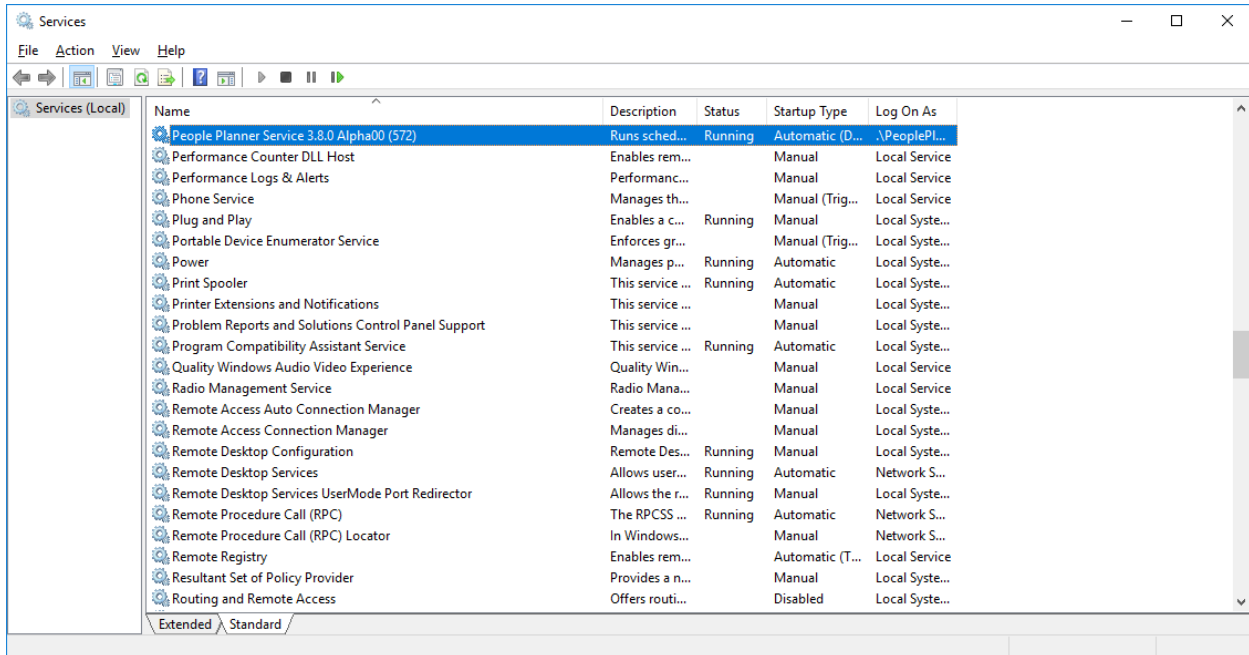 Services
File Action View Help
Services (Local)
Name Description Status Startup Type Log On As
People Planner Service 3.8.0 Alpha00 (572) Runs sched... Running Automatic (D... .\PeoplePl...
Performance Counter DLL Host Enables rem... Manual Local Service
Performance Logs & Alerts Performanc... Manual Local Service
Phone Service Manages th... Manual (Trig... Local Service
Plug and Play Enables a c... Running Manual Local Syste...
Portable Device Enumerator Service Enforces gr... Manual (Trig... Local Syste...
Power Manages p... Running Automatic Local Syste...
Print Spooler This service ... Running Automatic Local Syste...
Printer Extensions and Notifications This service ... Manual Local Syste...
Problem Reports and Solutions Control Panel Support This service ... Manual Local Syste...
Program Compatibility Assistant Service This service ... Running Automatic Local Syste...
Quality Windows Audio Video Experience Quality Win... Manual Local Service
Radio Management Service Radio Mana... Manual Local Service
Remote Access Auto Connection Manager Creates a co... Manual Local Syste...
Remote Access Connection Manager Manages di... Manual Local Syste...
Remote Desktop Configuration Remote Des... Running Manual Local Syste...
Remote Desktop Services Allows user... Running Automatic Network S...
Remote Desktop Services UserMode Port Redirector Allows the r... Running Manual Local Syste...
Remote Procedure Call (RPC) The RPCSS ... Running Automatic Network S...
Remote Procedure Call (RPC) Locator In Windows... Manual Network S...
Remote Registry Enables rem... Automatic (T... Local Service
Resultant Set of Policy Provider Provides a n... Manual Local Syste...
Routing and Remote Access Offers routi... Disabled Local Syste...
Extended Standard